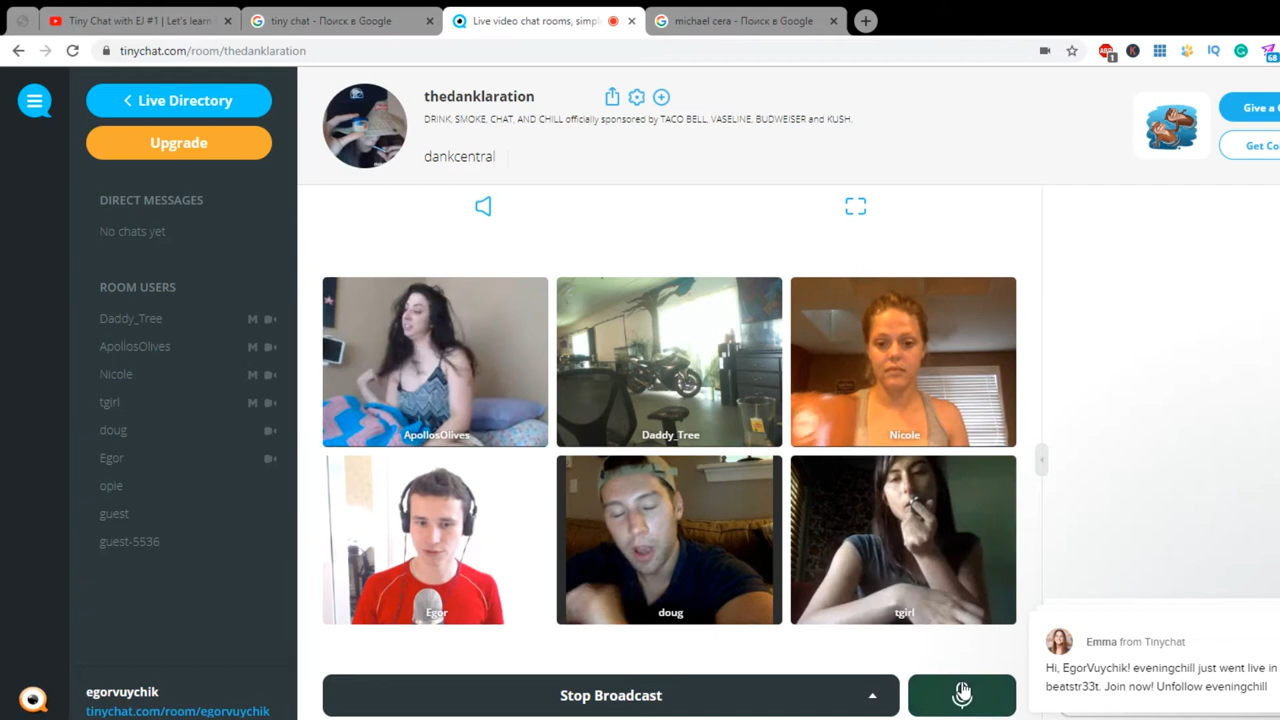 Tiny Chat with EJ #1 | Let's learn
tiny chat - Поиск в Google
Live video chat rooms, simpl
michael cera - Поиск в Google
tinychat.com/room/thedanklaration
1
IQ
68
Live Directory
Upgrade
DIRECT MESSAGES
No chats yet
ROOM USERS
Daddy_Tree M
ApollosOlives M
Nicole M
tgirl M
doug
Egor
opie
guest
guest-5536
egorvuychik
tinychat.com/room/egorvuychik
thedanklaration
DRINK, SMOKE, CHAT, AND CHILL officially sponsored by TACO BELL, VASELINE, BUDWEISER and KUSH.
dankcentral
Give a
Get Co
ApollosOlives
Daddy_Tree
Nicole
Egor
doug
tgirl
Stop Broadcast
Emma from Tinychat
Hi, EgorVuychik! eveningchill just went live in
beatstr33t. Join now! Unfollow eveningchill